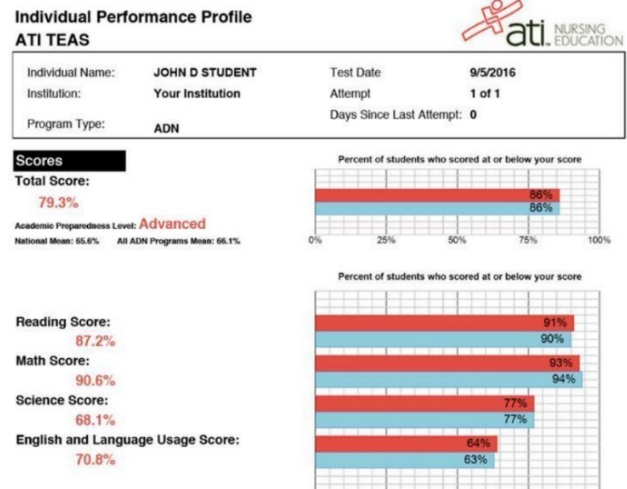 Individual Performance Profile
ATI TEAS
ati NURSING EDUCATION
Individual Name: JOHN D STUDENT Test Date 9/5/2016
Institution: Your Institution Attempt 1 of 1
Days Since Last Attempt: 0
Program Type: ADN
Scores
Percent of students who scored at or below your score
Total Score:
79.3%
86%
86%
Academic Preparedness Level: Advanced
National Mean: 65.6% All ADN Programs Mean: 66.1%
0% 25% 50% 75% 100%
Percent of students who scored at or below your score
Reading Score:
91%
87.2%
90%
Math Score:
93%
90.6%
94%
Science Score:
77%
68.1%
77%
English and Language Usage Score:
64%
70.8%
63%